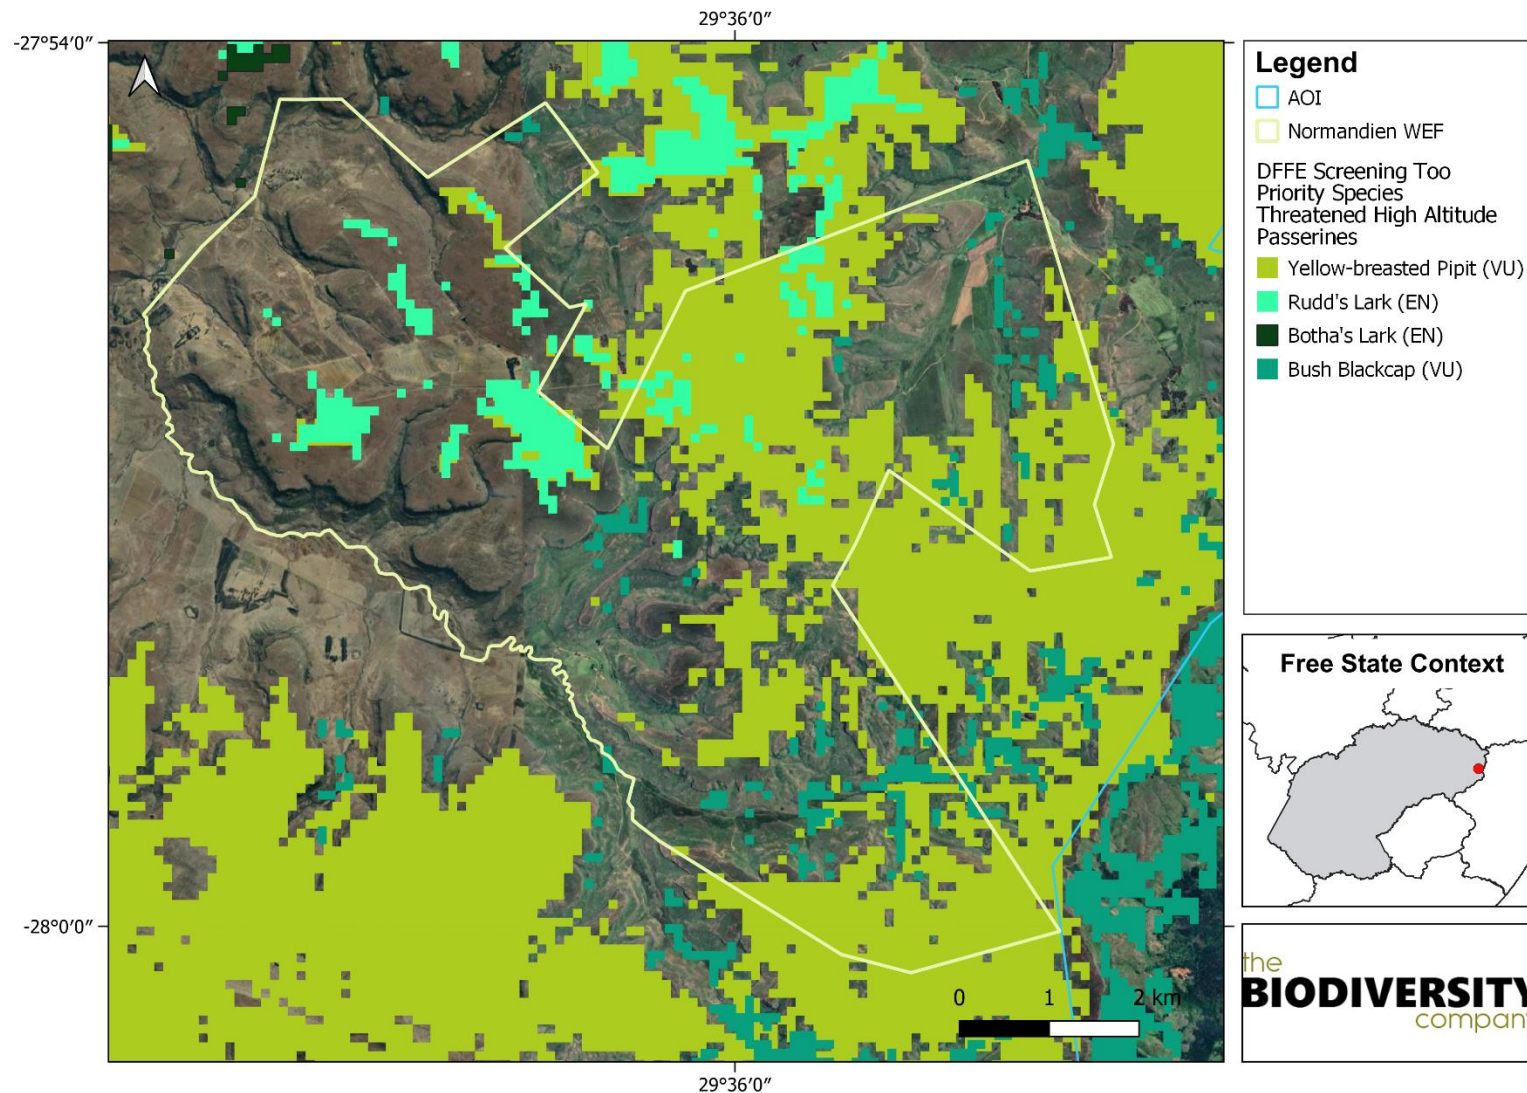 29°36′0″
-27°54′0″
Legend
AOI
Normandien WEF
DFFE Screening Too
Priority Species
Threatened High Altitude
Passerines
Yellow-breasted Pipit (VU)
Rudd's Lark (EN)
Botha's Lark (EN)
Bush Blackcap (VU)
Free State Context
-28°0′0″
0 1 2 km
the
BIODIVERSITY
company
29°36′0″